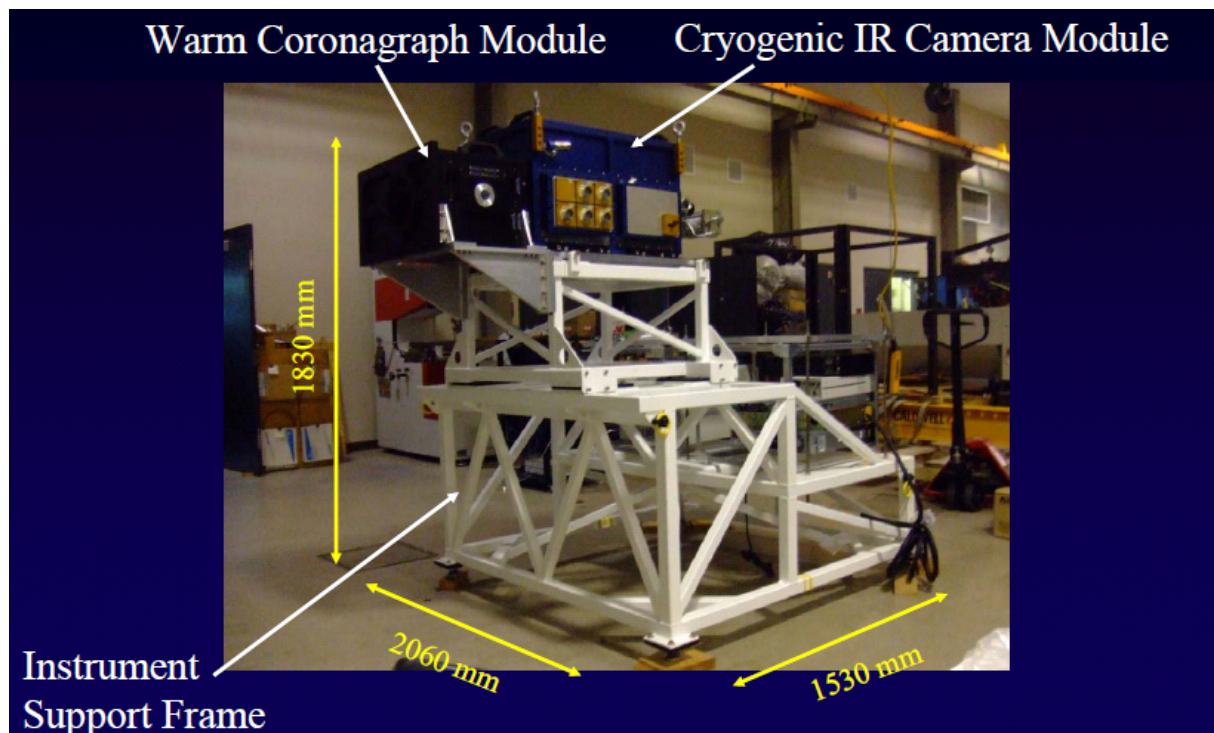 Warm Coronagraph Module
Cryogenic IR Camera Module
1830 mm
2060 mm
1530 mm
Instrument
Support Frame